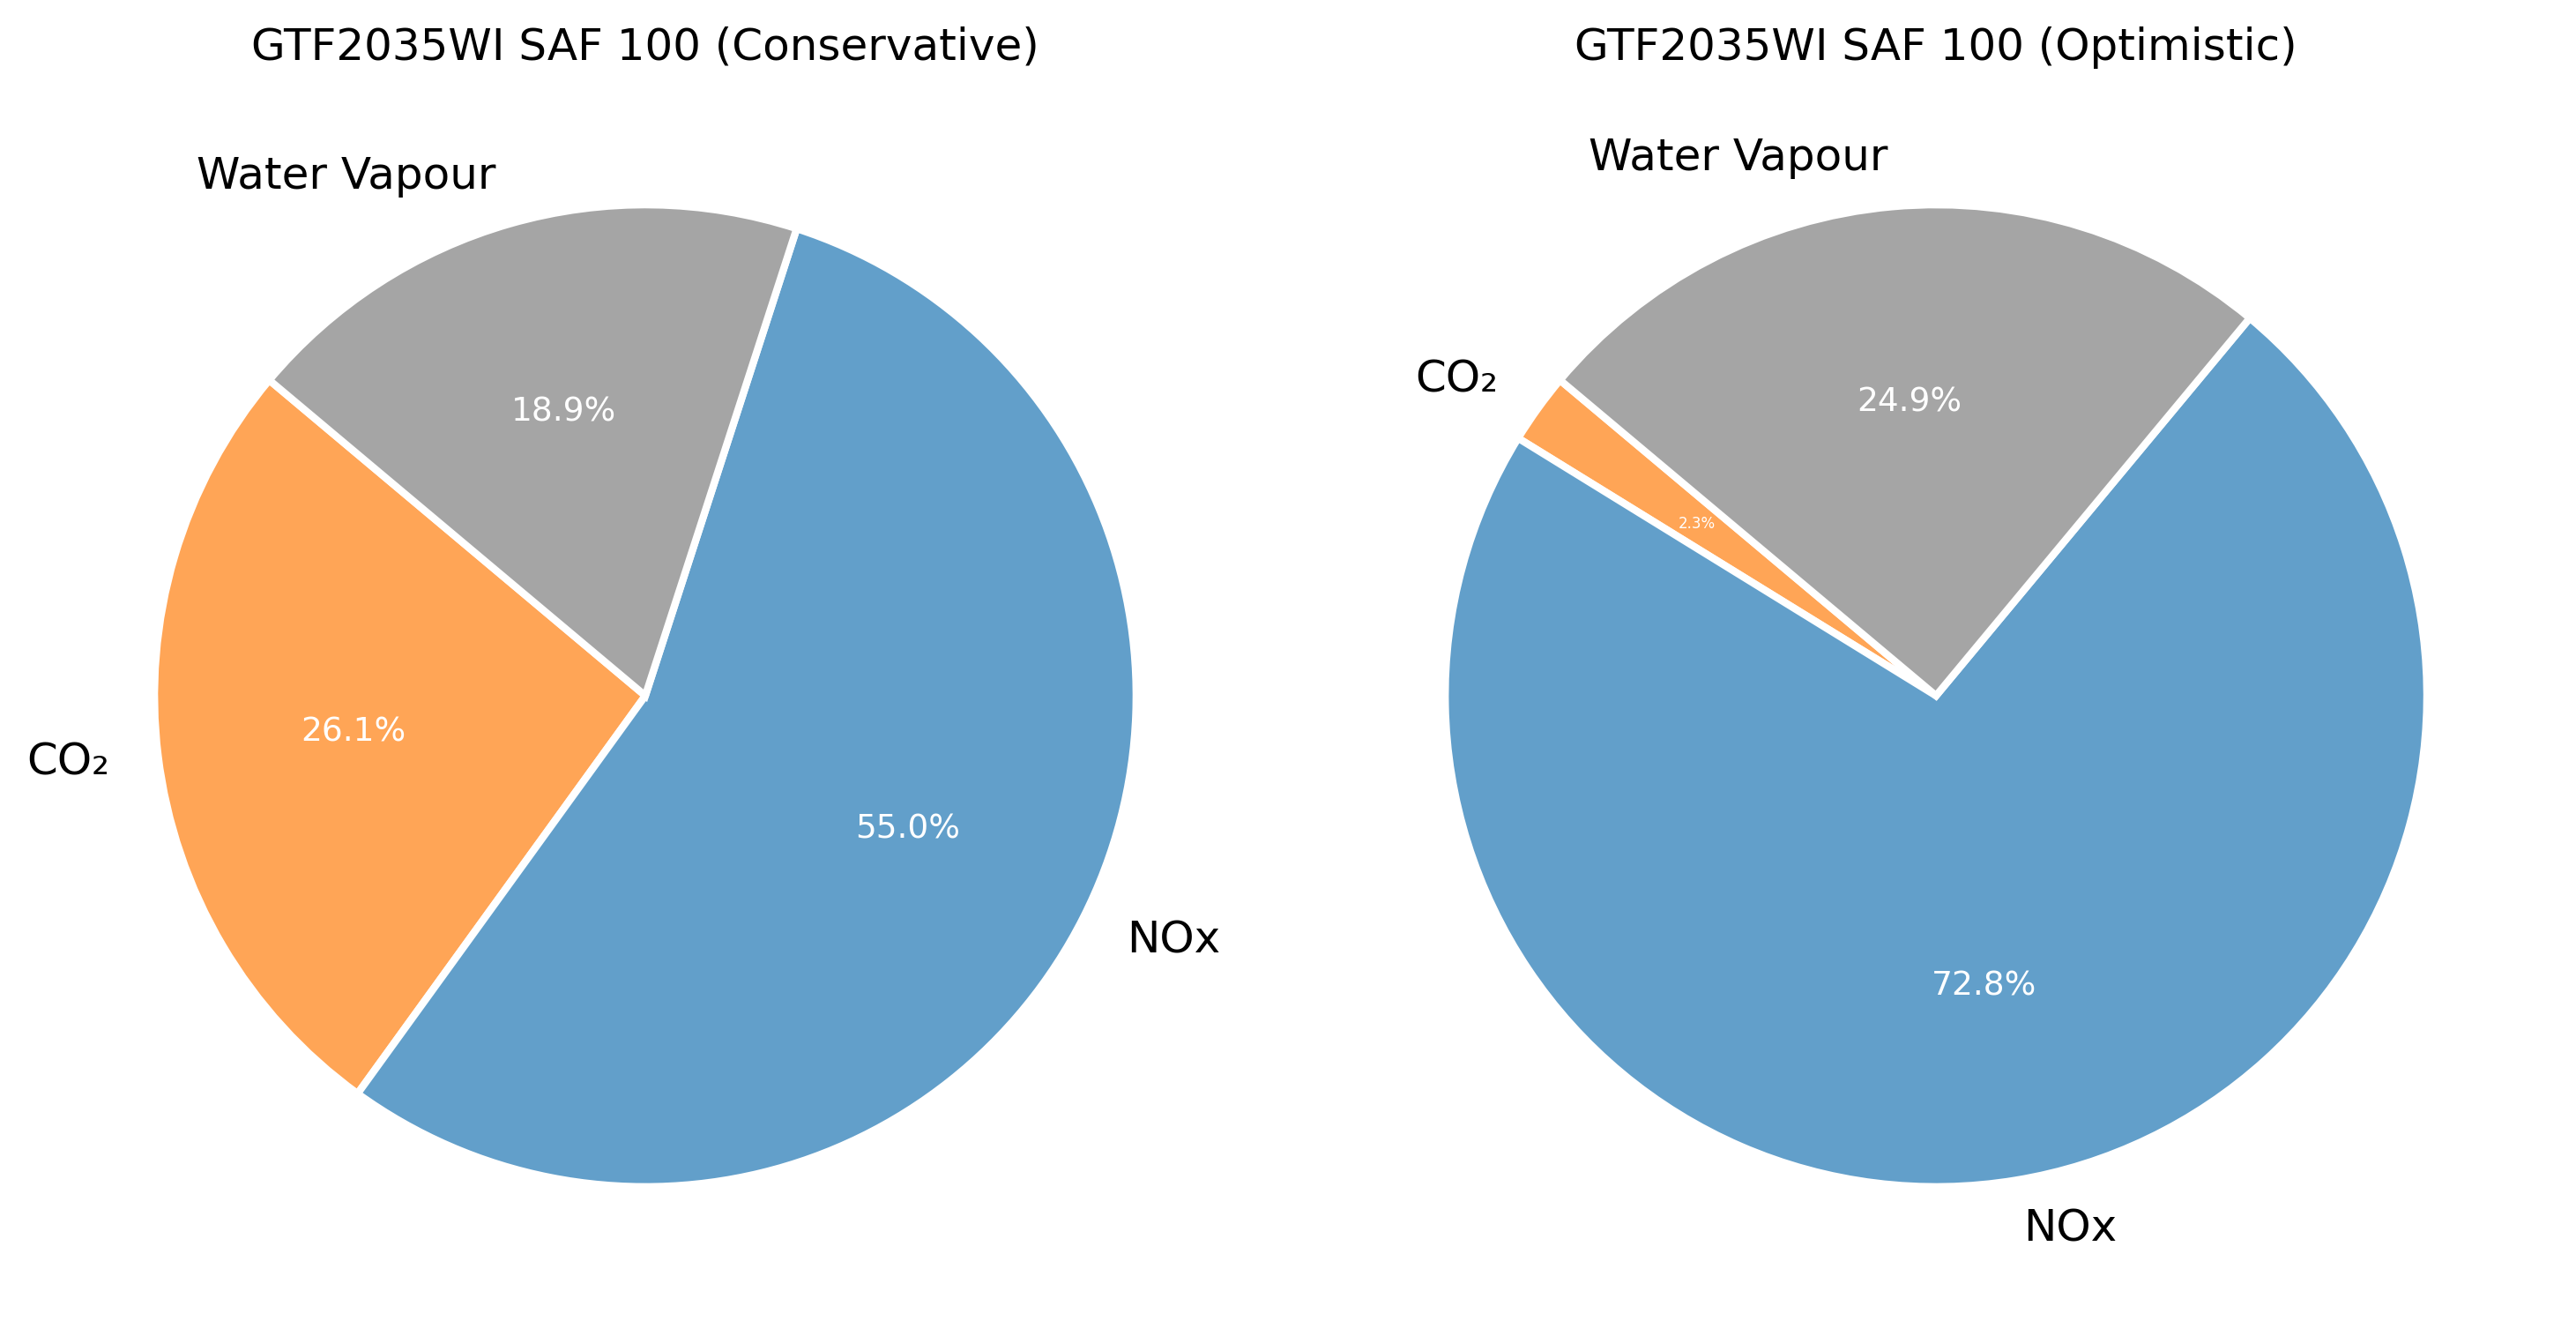 GTF2035WI SAF 100 (Conservative)
Water Vapour
18.9%
CO₂
26.1%
55.0%
NOx
GTF2035WI SAF 100 (Optimistic)
Water Vapour
CO₂
24.9%
2.3%
72.8%
NOx